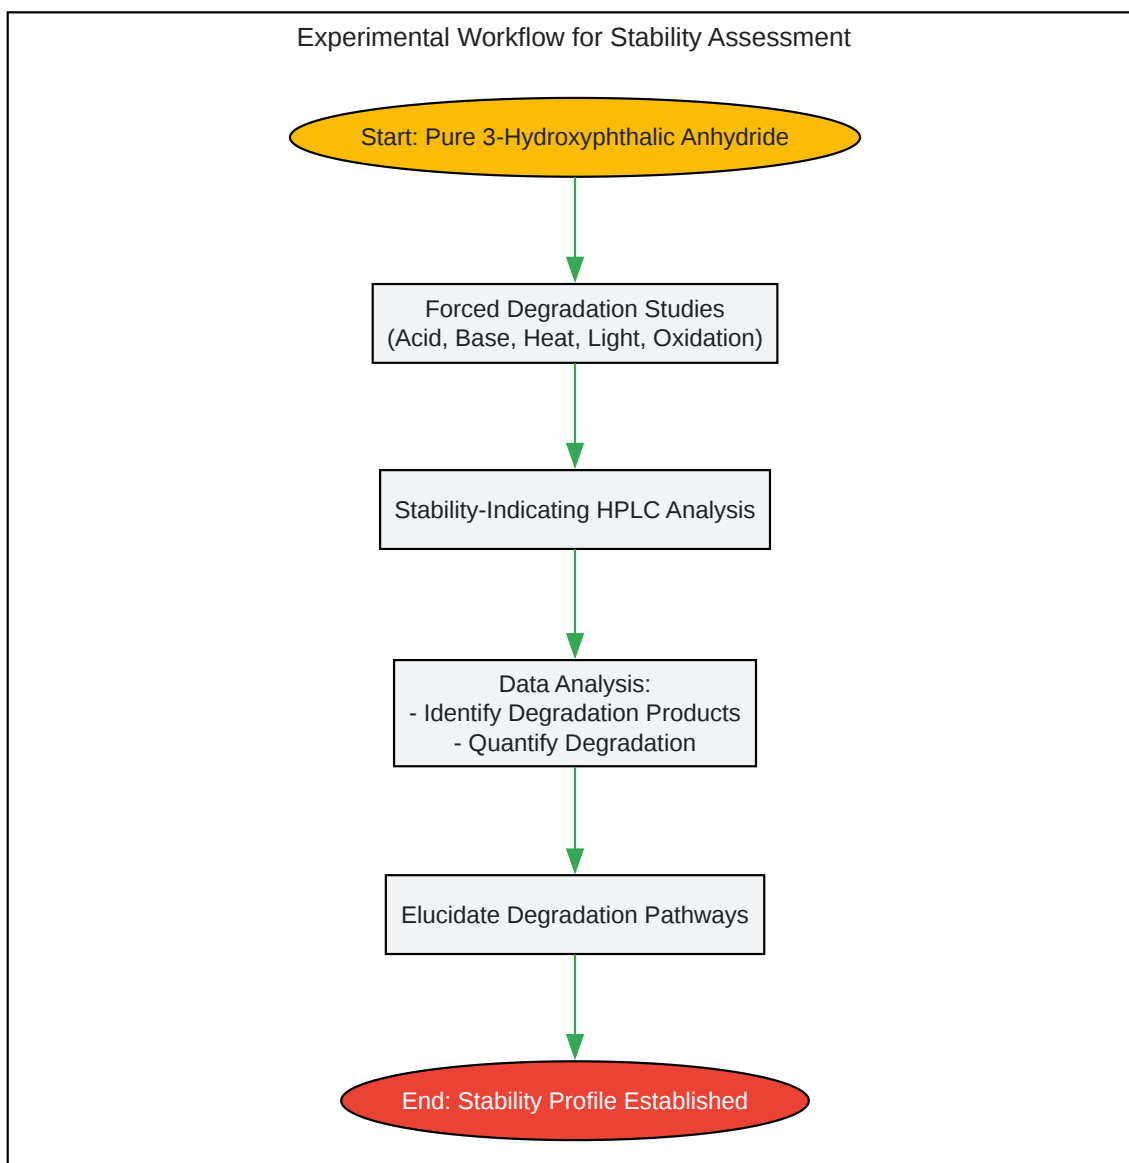 Experimental Workflow for Stability Assessment
Start: Pure 3-Hydroxyphthalic Anhydride
Forced Degradation Studies
(Acid, Base, Heat, Light, Oxidation)
Stability-Indicating HPLC Analysis
Data Analysis:
- Identify Degradation Products
- Quantify Degradation
Elucidate Degradation Pathways
End: Stability Profile Established